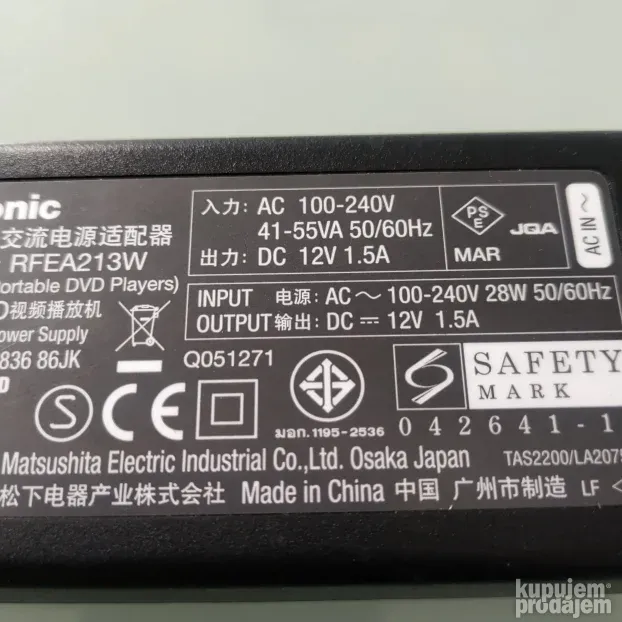 onic
交流电源适配器
RFEA213W
ortable DVD Players)
D视频播放机
ower Supply
836 86JK
D
入力: AC 100-240V
41-55VA 50/60Hz
出力: DC 12V 1.5A
PS
E
JQA
MAR
AC IN ～
INPUT 电源: AC～ 100-240V 28W 50/60Hz
OUTPUT 输出: DC⎓ 12V 1.5A
Q051271
S
CE
มอก. 1195-2536
SAFETY
MARK
042641-1
Matsushita Electric Industrial Co.,Ltd. Osaka Japan
TAS2200/LA2075
松下电器产业株式会社 Made in China 中国 广州市制造 LF
kupujem
prodajem